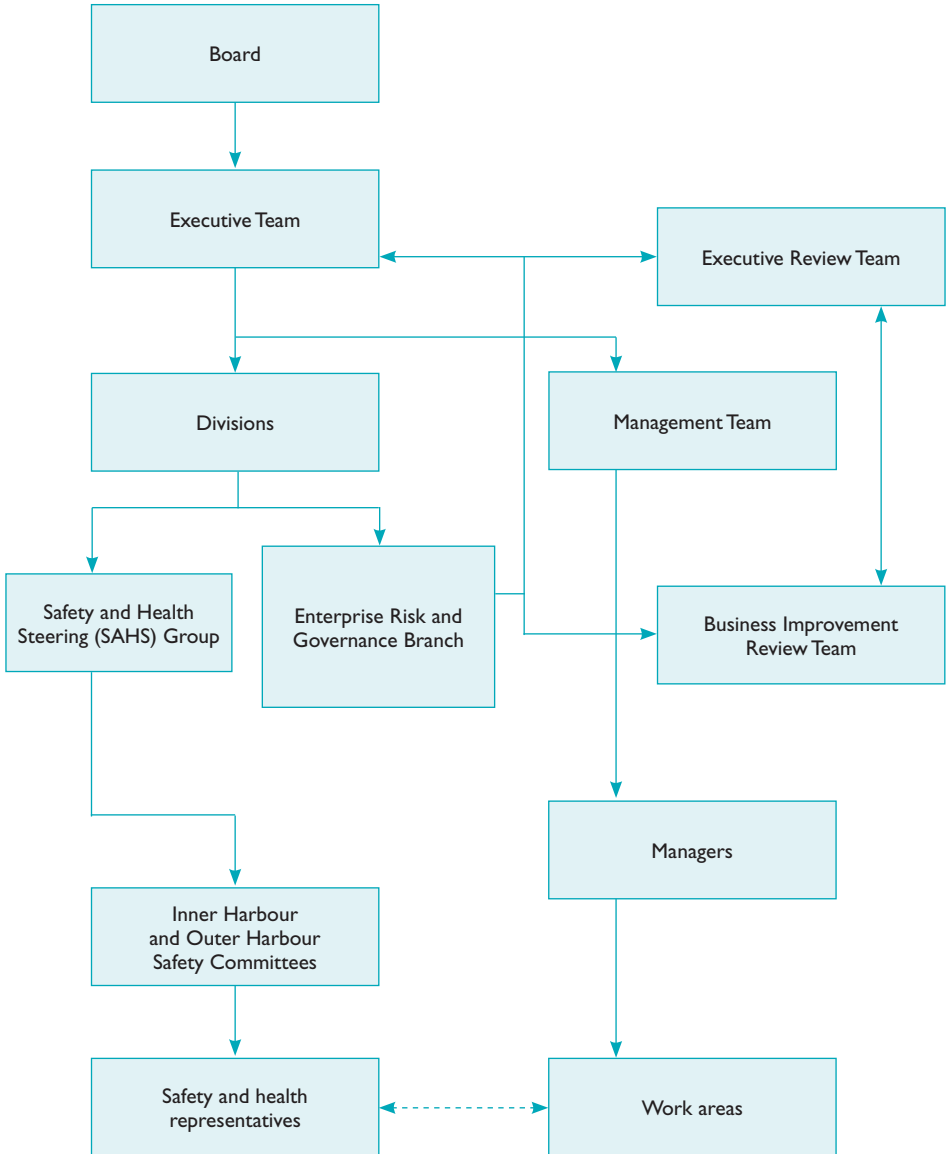 Board
Executive Team
Executive Review Team
Divisions
Management Team
Safety and Health
Steering (SAHS) Group
Enterprise Risk and
Governance Branch
Business Improvement
Review Team
Managers
Inner Harbour
and Outer Harbour
Safety Committees
Safety and health
representatives
Work areas